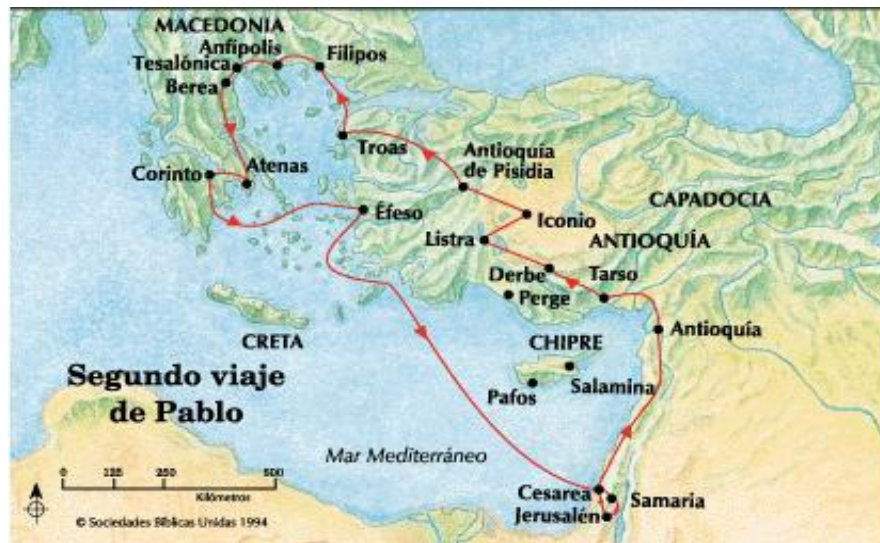 MACEDONIA
Anfípolis
Tesalónica
Filipos
Berea
Troas
Antioquía
de Pisidia
Corinto
Atenas
CAPADOCIA
Éfeso
Iconio
Listra
ANTIOQUÍA
Derbe
Tarso
Perge
Antioquía
CRETA
CHIPRE
Segundo viaje
de Pablo
Pafos
Salamina
Mar Mediterráneo
0 125 250 500
Kilómetros
Cesarea
Samaria
Jerusalén
© Sociedades Bíblicas Unidas 1994